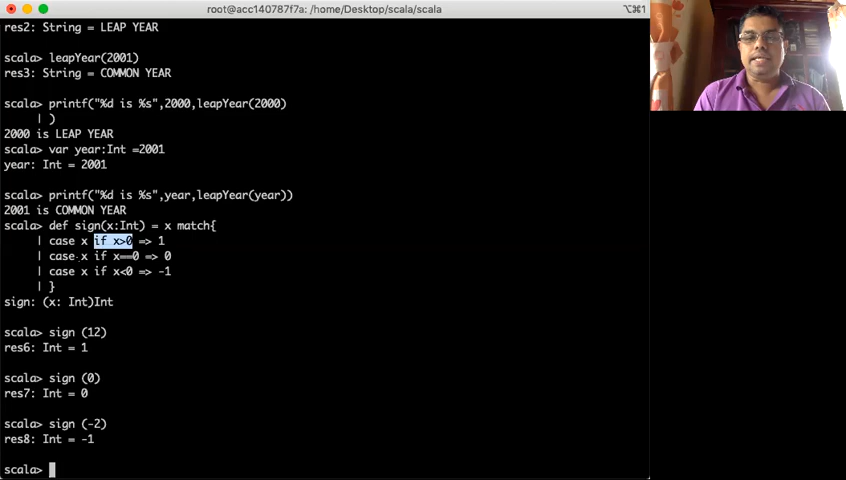 root@acc140787f7a: /home/Desktop/scala/scala
⌥⌘1
res2: String = LEAP YEAR
scala> leapYear(2001)
res3: String = COMMON YEAR
scala> printf("%d is %s",2000,leapYear(2000)
| )
2000 is LEAP YEAR
scala> var year:Int =2001
year: Int = 2001
scala> printf("%d is %s",year,leapYear(year))
2001 is COMMON YEAR
scala> def sign(x:Int) = x match{
| case x if x>0 => 1
| case x if x==0 => 0
| case x if x<0 => -1
| }
sign: (x: Int)Int
scala> sign (12)
res6: Int = 1
scala> sign (0)
res7: Int = 0
scala> sign (-2)
res8: Int = -1
scala>